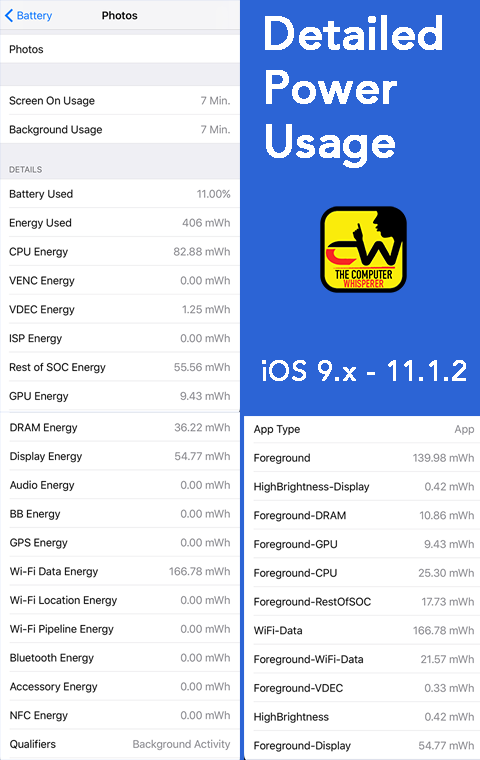 Battery
Photos
Photos
Screen On Usage 7 Min.
Background Usage 7 Min.
DETAILS
Battery Used 11.00%
Energy Used 406 mWh
CPU Energy 82.88 mWh
VENC Energy 0.00 mWh
VDEC Energy 1.25 mWh
ISP Energy 0.00 mWh
Rest of SOC Energy 55.56 mWh
GPU Energy 9.43 mWh
DRAM Energy 36.22 mWh
Display Energy 54.77 mWh
Audio Energy 0.00 mWh
BB Energy 0.00 mWh
GPS Energy 0.00 mWh
Wi-Fi Data Energy 166.78 mWh
Wi-Fi Location Energy 0.00 mWh
Wi-Fi Pipeline Energy 0.00 mWh
Bluetooth Energy 0.00 mWh
Accessory Energy 0.00 mWh
NFC Energy 0.00 mWh
Qualifiers Background Activity
Detailed
Power
Usage
CW
THE COMPUTER
WHISPERER
iOS 9.x - 11.1.2
App Type App
Foreground 139.98 mWh
HighBrightness-Display 0.42 mWh
Foreground-DRAM 10.86 mWh
Foreground-GPU 9.43 mWh
Foreground-CPU 25.30 mWh
Foreground-RestOfSOC 17.73 mWh
WiFi-Data 166.78 mWh
Foreground-WiFi-Data 21.57 mWh
Foreground-VDEC 0.33 mWh
HighBrightness 0.42 mWh
Foreground-Display 54.77 mWh